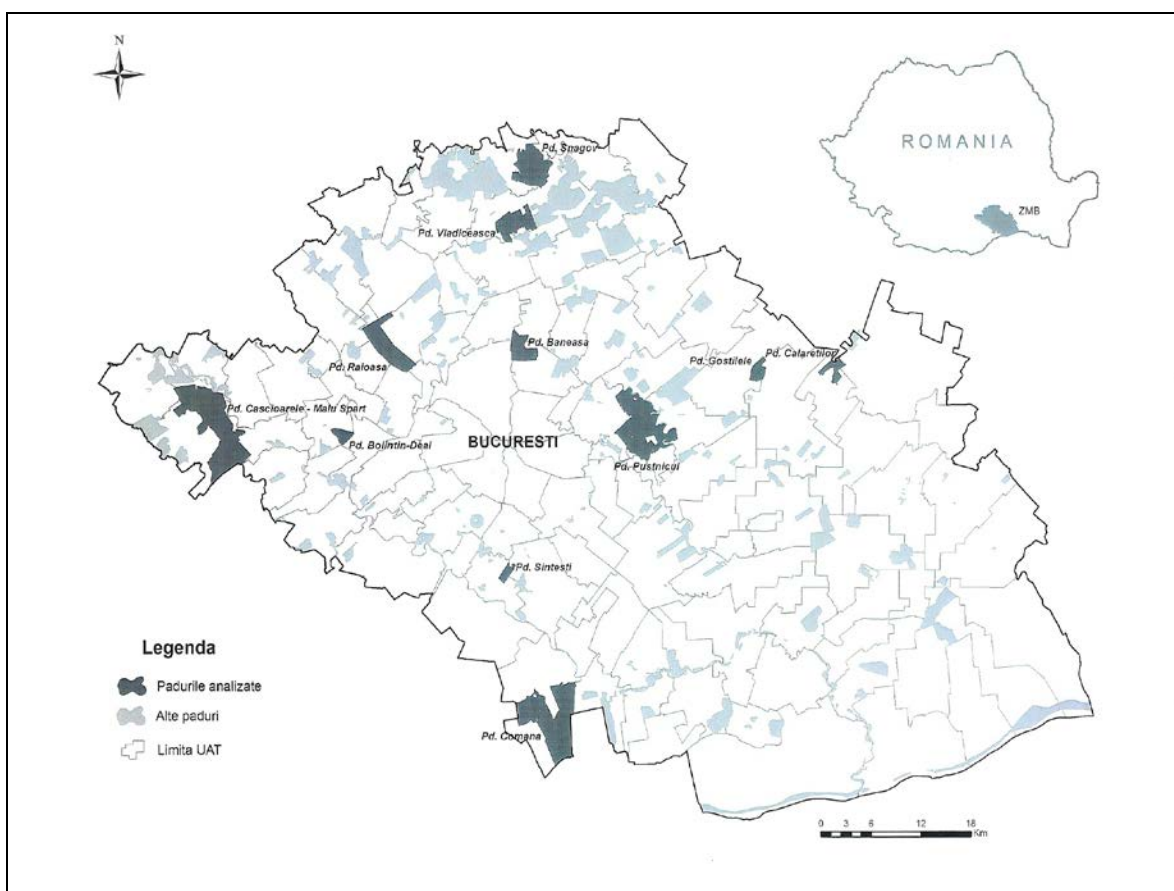 N
ROMANIA
ZMB
Pd. Snagov
Pd. Vladiceasca
Pd. Baneasa
Pd. Raioasa
Pd. Gostilele
Pd. Calaretilor
Pd. Cascioarele - Malu Spart
Pd. Bolintin-Deal
BUCURESTI
Pd. Pustnicul
Pd. Sintesti
Pd. Comana
Legenda
Padurile analizate
Alte paduri
Limita UAT
0 3 6 12 18
Km